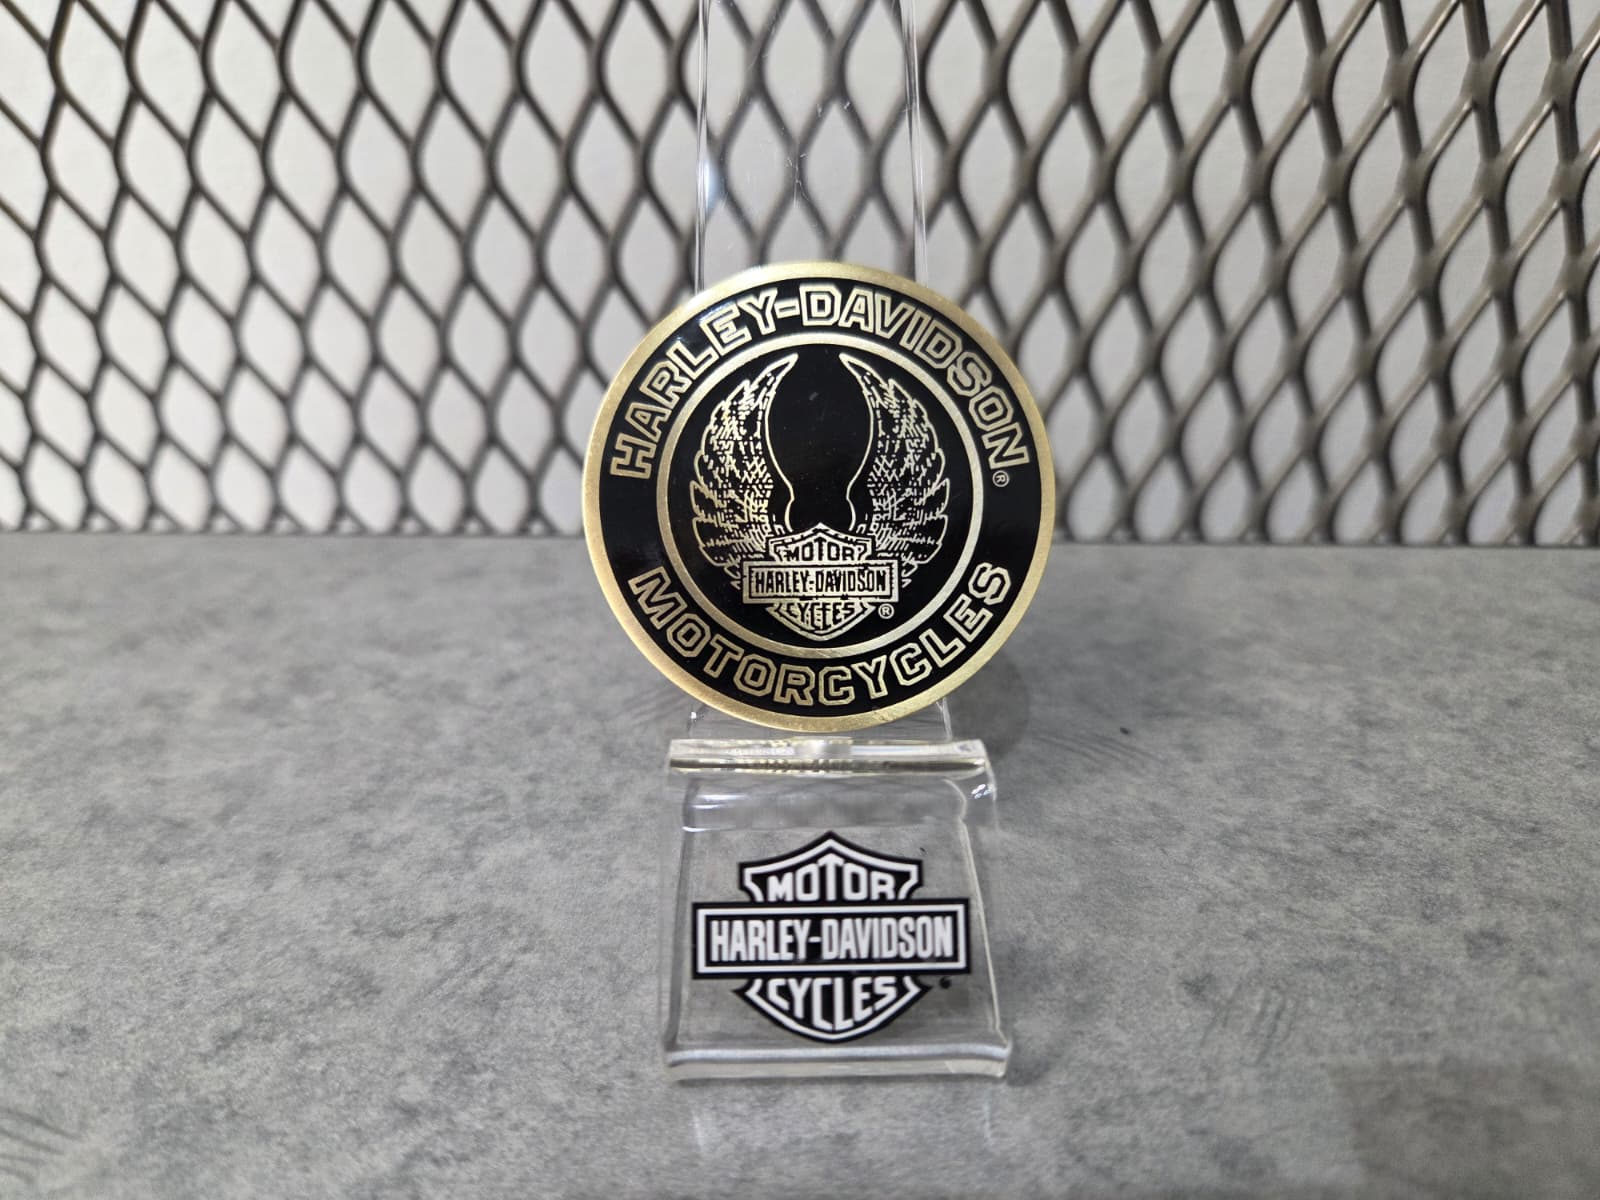 HARLEY-DAVIDSON®
MOTOR
HARLEY-DAVIDSON
CYCLES ®
MOTORCYCLES
MOTOR
HARLEY-DAVIDSON
CYCLES